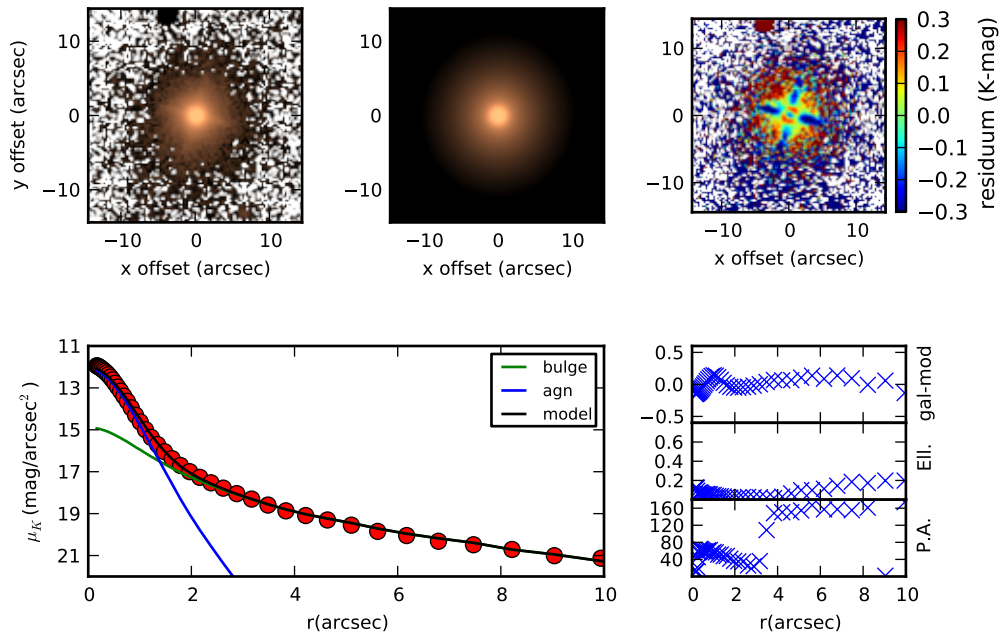 10
0
−10
y offset (arcsec)
−10 0 10
x offset (arcsec)
10
0
−10
−10 0 10
x offset (arcsec)
10
0
−10
−10 0 10
x offset (arcsec)
0.3
0.2
0.1
0.0
−0.1
−0.2
−0.3
residuum (K-mag)
11
13
15
17
19
21
μ_K (mag/arcsec²)
bulge
agn
model
0 2 4 6 8 10
r(arcsec)
0.5
0.0
−0.5
gal-mod
0.6
0.4
0.2
Ell.
160
120
80
40
P.A.
0 2 4 6 8 10
r(arcsec)